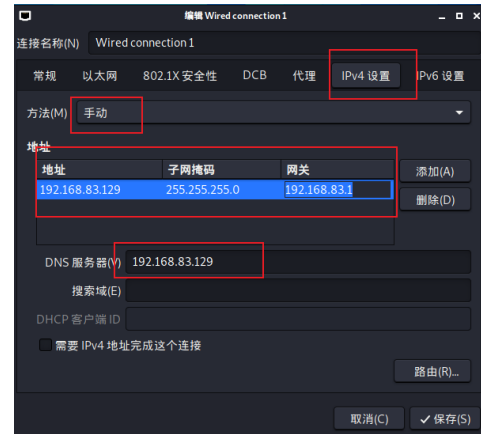 编辑 Wired connection 1
连接名称(N) Wired connection 1
常规 以太网 802.1X 安全性 DCB 代理 IPv4 设置 IPv6 设置
方法(M) 手动
地址
地址 子网掩码 网关 添加(A)
192.168.83.129 255.255.255.0 192.168.83.1
删除(D)
DNS 服务器(V) 192.168.83.129
搜索域(E)
DHCP 客户端 ID
需要 IPv4 地址完成这个连接
路由(R)...
取消(C) 保存(S)